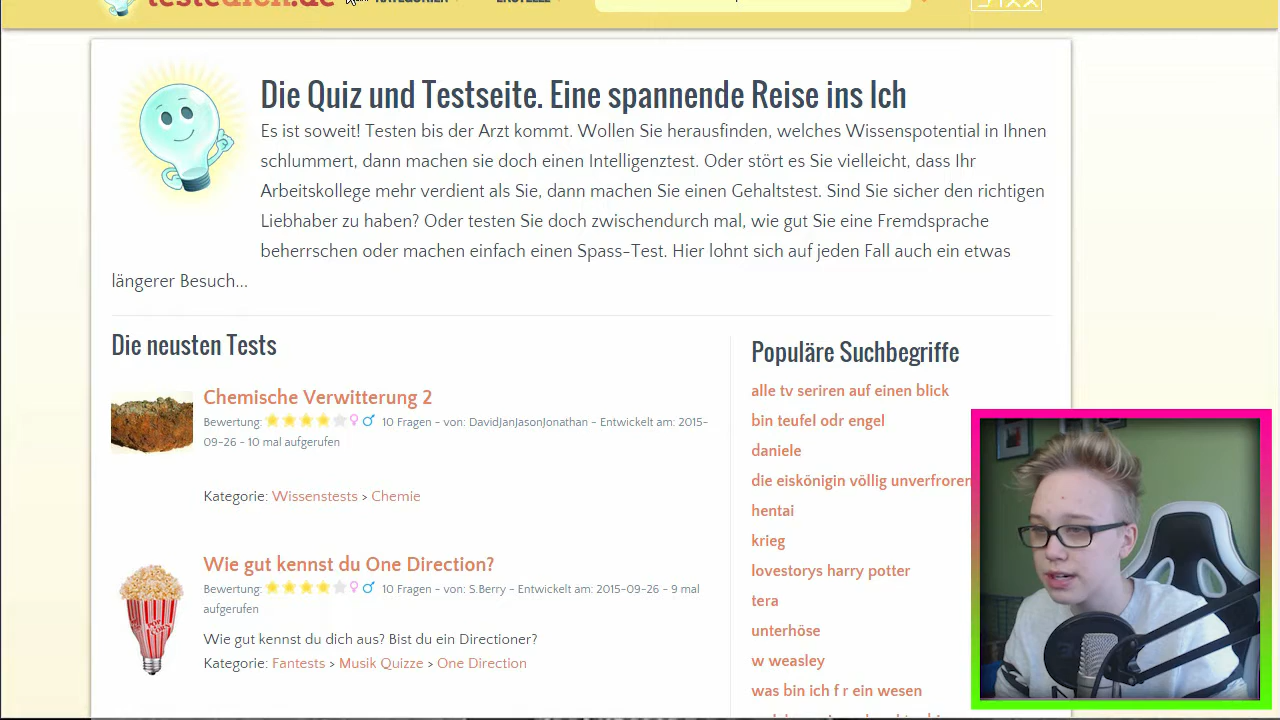 testedich.de KATEGORIEN ERSTELLE
Die Quiz und Testseite. Eine spannende Reise ins Ich
Es ist soweit! Testen bis der Arzt kommt. Wollen Sie herausfinden, welches Wissenspotential in Ihnen
schlummert, dann machen sie doch einen Intelligenztest. Oder stört es Sie vielleicht, dass Ihr
Arbeitskollege mehr verdient als Sie, dann machen Sie einen Gehaltstest. Sind Sie sicher den richtigen
Liebhaber zu haben? Oder testen Sie doch zwischendurch mal, wie gut Sie eine Fremdsprache
beherrschen oder machen einfach einen Spass-Test. Hier lohnt sich auf jeden Fall auch ein etwas
längerer Besuch...
Die neusten Tests
Chemische Verwitterung 2
Bewertung: 10 Fragen - von: DavidJanJasonJonathan - Entwickelt am: 2015-
09-26 - 10 mal aufgerufen
Kategorie: Wissenstests > Chemie
Wie gut kennst du One Direction?
Bewertung: 10 Fragen - von: S.Berry - Entwickelt am: 2015-09-26 - 9 mal
aufgerufen
Wie gut kennst du dich aus? Bist du ein Directioner?
Kategorie: Fantests > Musik Quizze > One Direction
Populäre Suchbegriffe
alle tv seriren auf einen blick
bin teufel odr engel
daniele
die eiskönigin völlig unverfroren
hentai
krieg
lovestorys harry potter
tera
unterhöse
w weasley
was bin ich f r ein wesen